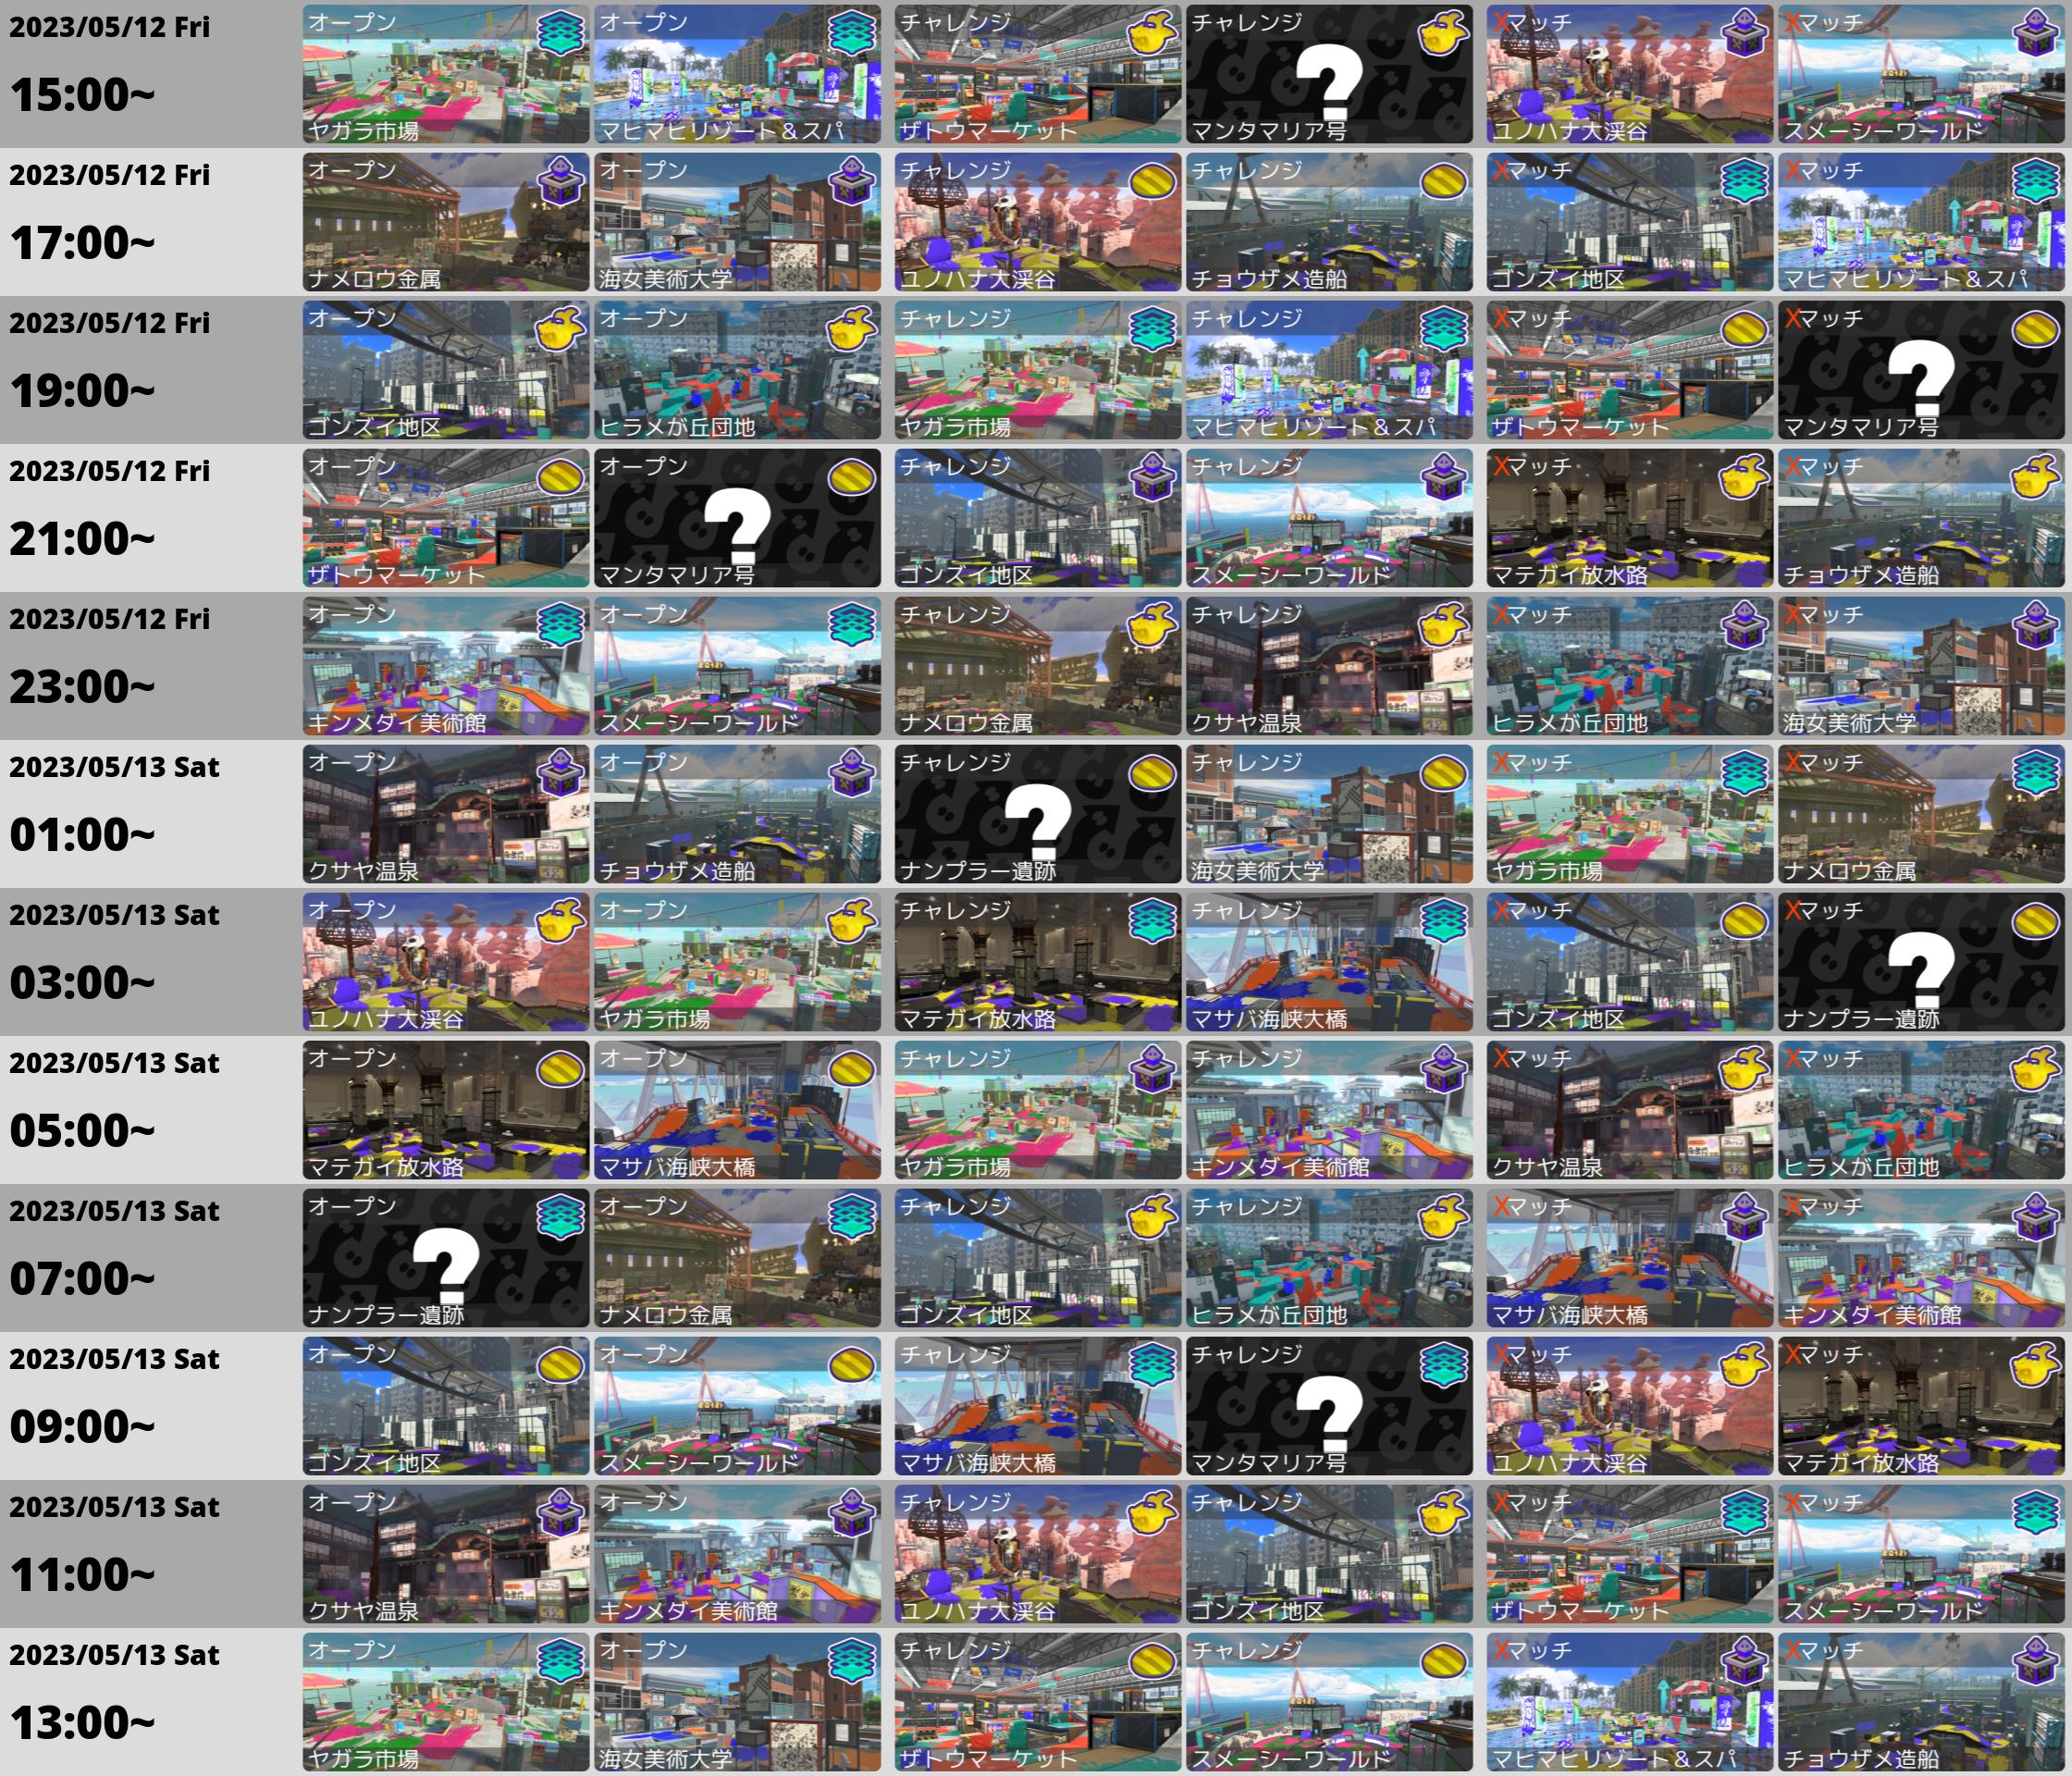 2023/05/12 Fri
15:00~
オープン オープン チャレンジ チャレンジ Xマッチ Xマッチ
ヤガラ市場 マヒマヒリゾート＆スパ ザトウマーケット マンタマリア号 ユノハナ大渓谷 スメーシーワールド
2023/05/12 Fri
17:00~
オープン オープン チャレンジ チャレンジ Xマッチ Xマッチ
ナメロウ金属 海女美術大学 ユノハナ大渓谷 チョウザメ造船 ゴンズイ地区 マヒマヒリゾート＆スパ
2023/05/12 Fri
19:00~
オープン オープン チャレンジ チャレンジ Xマッチ Xマッチ
ゴンズイ地区 ヒラメが丘団地 ヤガラ市場 マヒマヒリゾート＆スパ ザトウマーケット マンタマリア号
2023/05/12 Fri
21:00~
オープン オープン チャレンジ チャレンジ Xマッチ Xマッチ
ザトウマーケット マンタマリア号 ゴンズイ地区 スメーシーワールド マテガイ放水路 チョウザメ造船
2023/05/12 Fri
23:00~
オープン オープン チャレンジ チャレンジ Xマッチ Xマッチ
キンメダイ美術館 スメーシーワールド ナメロウ金属 クサヤ温泉 ヒラメが丘団地 海女美術大学
2023/05/13 Sat
01:00~
オープン オープン チャレンジ チャレンジ Xマッチ Xマッチ
クサヤ温泉 チョウザメ造船 ナンプラー遺跡 海女美術大学 ヤガラ市場 ナメロウ金属
2023/05/13 Sat
03:00~
オープン オープン チャレンジ チャレンジ Xマッチ Xマッチ
ユノハナ大渓谷 ヤガラ市場 マテガイ放水路 マサバ海峡大橋 ゴンズイ地区 ナンプラー遺跡
2023/05/13 Sat
05:00~
オープン オープン チャレンジ チャレンジ Xマッチ Xマッチ
マテガイ放水路 マサバ海峡大橋 ヤガラ市場 キンメダイ美術館 クサヤ温泉 ヒラメが丘団地
2023/05/13 Sat
07:00~
オープン オープン チャレンジ チャレンジ Xマッチ Xマッチ
ナンプラー遺跡 ナメロウ金属 ゴンズイ地区 ヒラメが丘団地 マサバ海峡大橋 キンメダイ美術館
2023/05/13 Sat
09:00~
オープン オープン チャレンジ チャレンジ Xマッチ Xマッチ
ゴンズイ地区 スメーシーワールド マサバ海峡大橋 マンタマリア号 ユノハナ大渓谷 マテガイ放水路
2023/05/13 Sat
11:00~
オープン オープン チャレンジ チャレンジ Xマッチ Xマッチ
クサヤ温泉 キンメダイ美術館 ユノハナ大渓谷 ゴンズイ地区 ザトウマーケット スメーシーワールド
2023/05/13 Sat
13:00~
オープン オープン チャレンジ チャレンジ Xマッチ Xマッチ
ヤガラ市場 海女美術大学 ザトウマーケット スメーシーワールド マヒマヒリゾート＆スパ チョウザメ造船